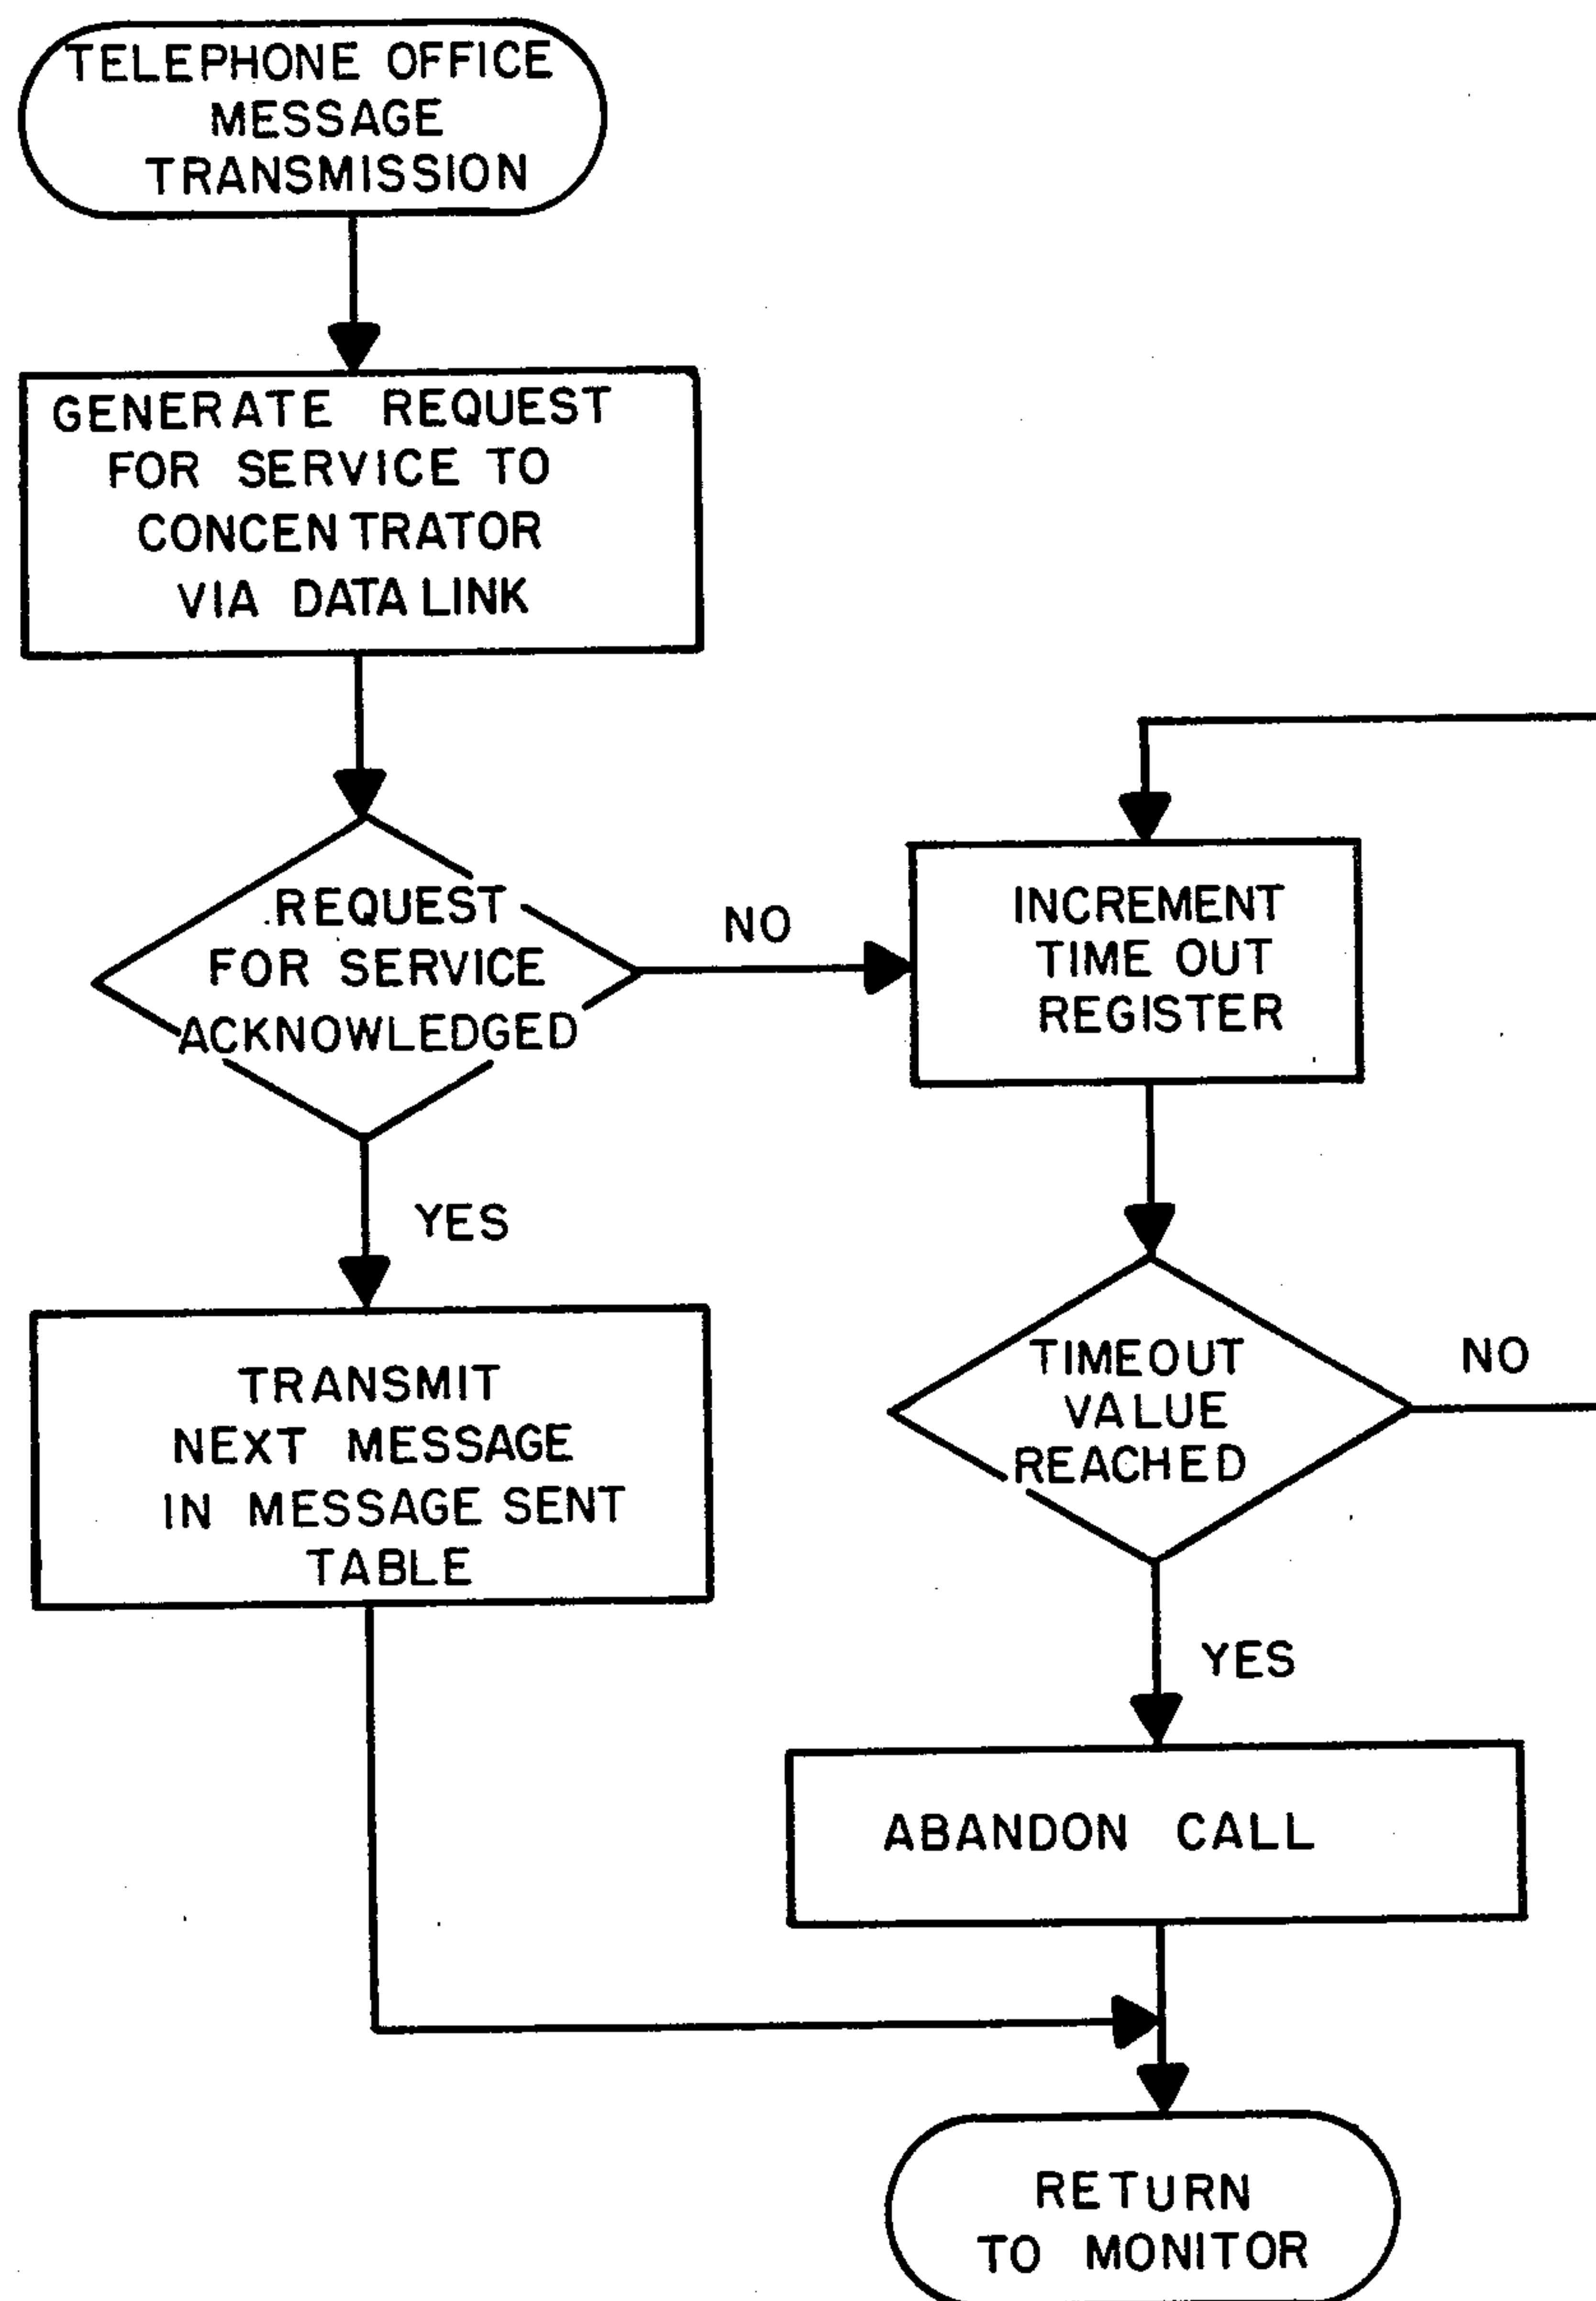 TELEPHONE OFFICE
MESSAGE
TRANSMISSION
GENERATE REQUEST
FOR SERVICE TO
CONCENTRATOR
VIA DATA LINK
REQUEST
FOR SERVICE
ACKNOWLEDGED
NO
YES
TRANSMIT
NEXT MESSAGE
IN MESSAGE SENT
TABLE
INCREMENT
TIME OUT
REGISTER
TIMEOUT
VALUE
REACHED
NO
YES
ABANDON CALL
RETURN
TO MONITOR